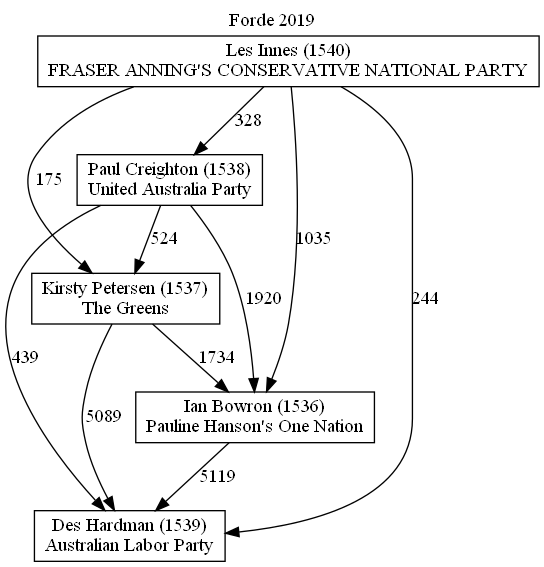 Forde 2019
Les Innes (1540)
FRASER ANNING'S CONSERVATIVE NATIONAL PARTY
328
Paul Creighton (1538)
United Australia Party
175
524
1035
Kirsty Petersen (1537)
The Greens
1920
244
439
1734
Ian Bowron (1536)
Pauline Hanson's One Nation
5089
5119
Des Hardman (1539)
Australian Labor Party